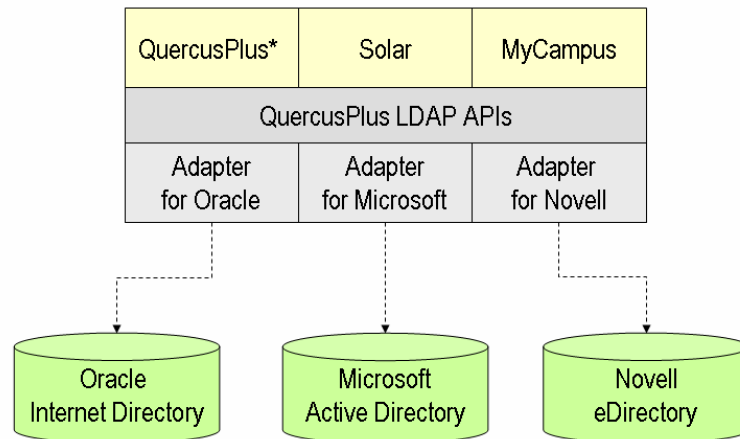 QuercusPlus*
Solar
MyCampus
QuercusPlus LDAP APIs
Adapter
for Oracle
Adapter
for Microsoft
Adapter
for Novell
Oracle
Internet Directory
Microsoft
Active Directory
Novell
eDirectory